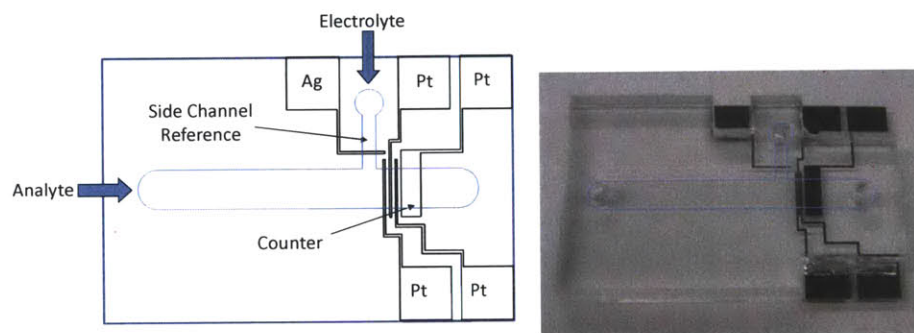 Electrolyte
Ag
Pt
Pt
Side Channel
Reference
Analyte
Counter
Pt
Pt